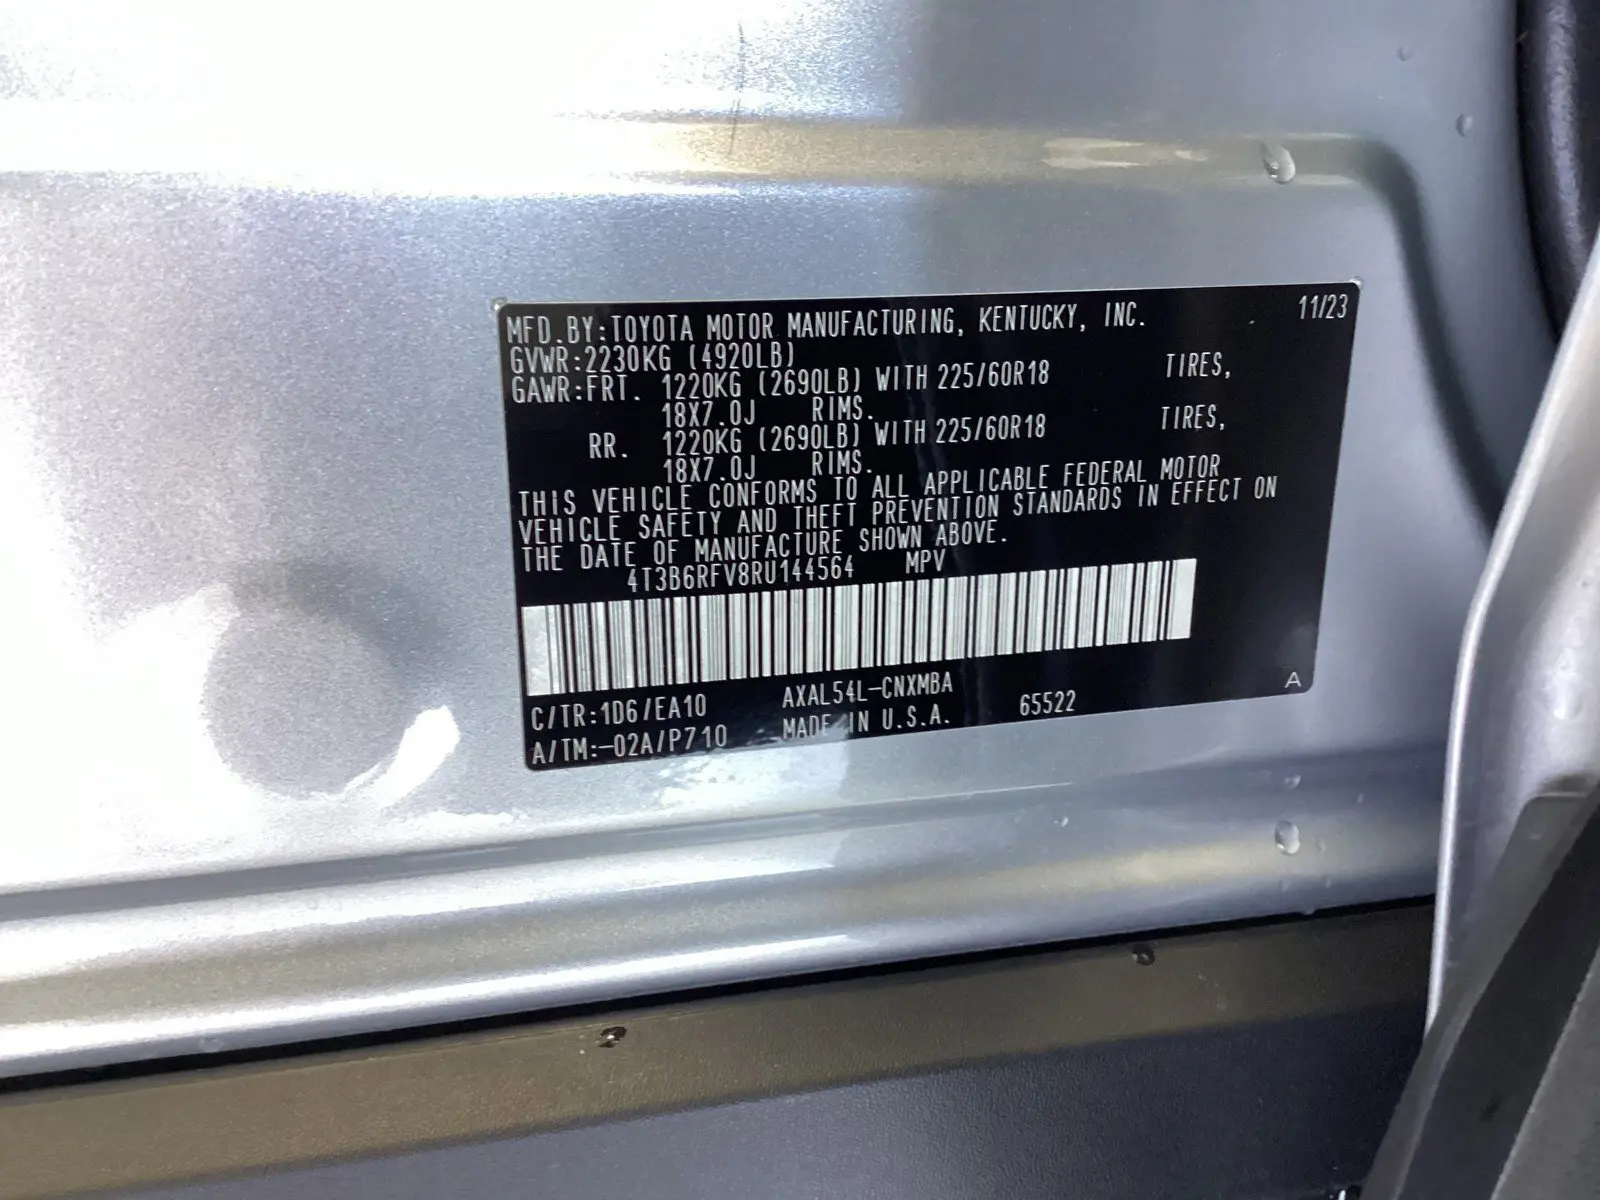 MFD.BY:TOYOTA MOTOR MANUFACTURING, KENTUCKY, INC. 11/23
GVWR:2230KG (4920LB)
GAWR:FRT. 1220KG (2690LB) WITH 225/60R18 TIRES,
18X7.0J RIMS.
RR. 1220KG (2690LB) WITH 225/60R18 TIRES,
18X7.0J RIMS.
THIS VEHICLE CONFORMS TO ALL APPLICABLE FEDERAL MOTOR
VEHICLE SAFETY AND THEFT PREVENTION STANDARDS IN EFFECT ON
THE DATE OF MANUFACTURE SHOWN ABOVE.
4T3B6RFV8RU144564 MPV
C/TR:1D6/EA10 AXAL54L-CNXMBA A
A/TM:-02A/P710 MADE IN U.S.A. 65522